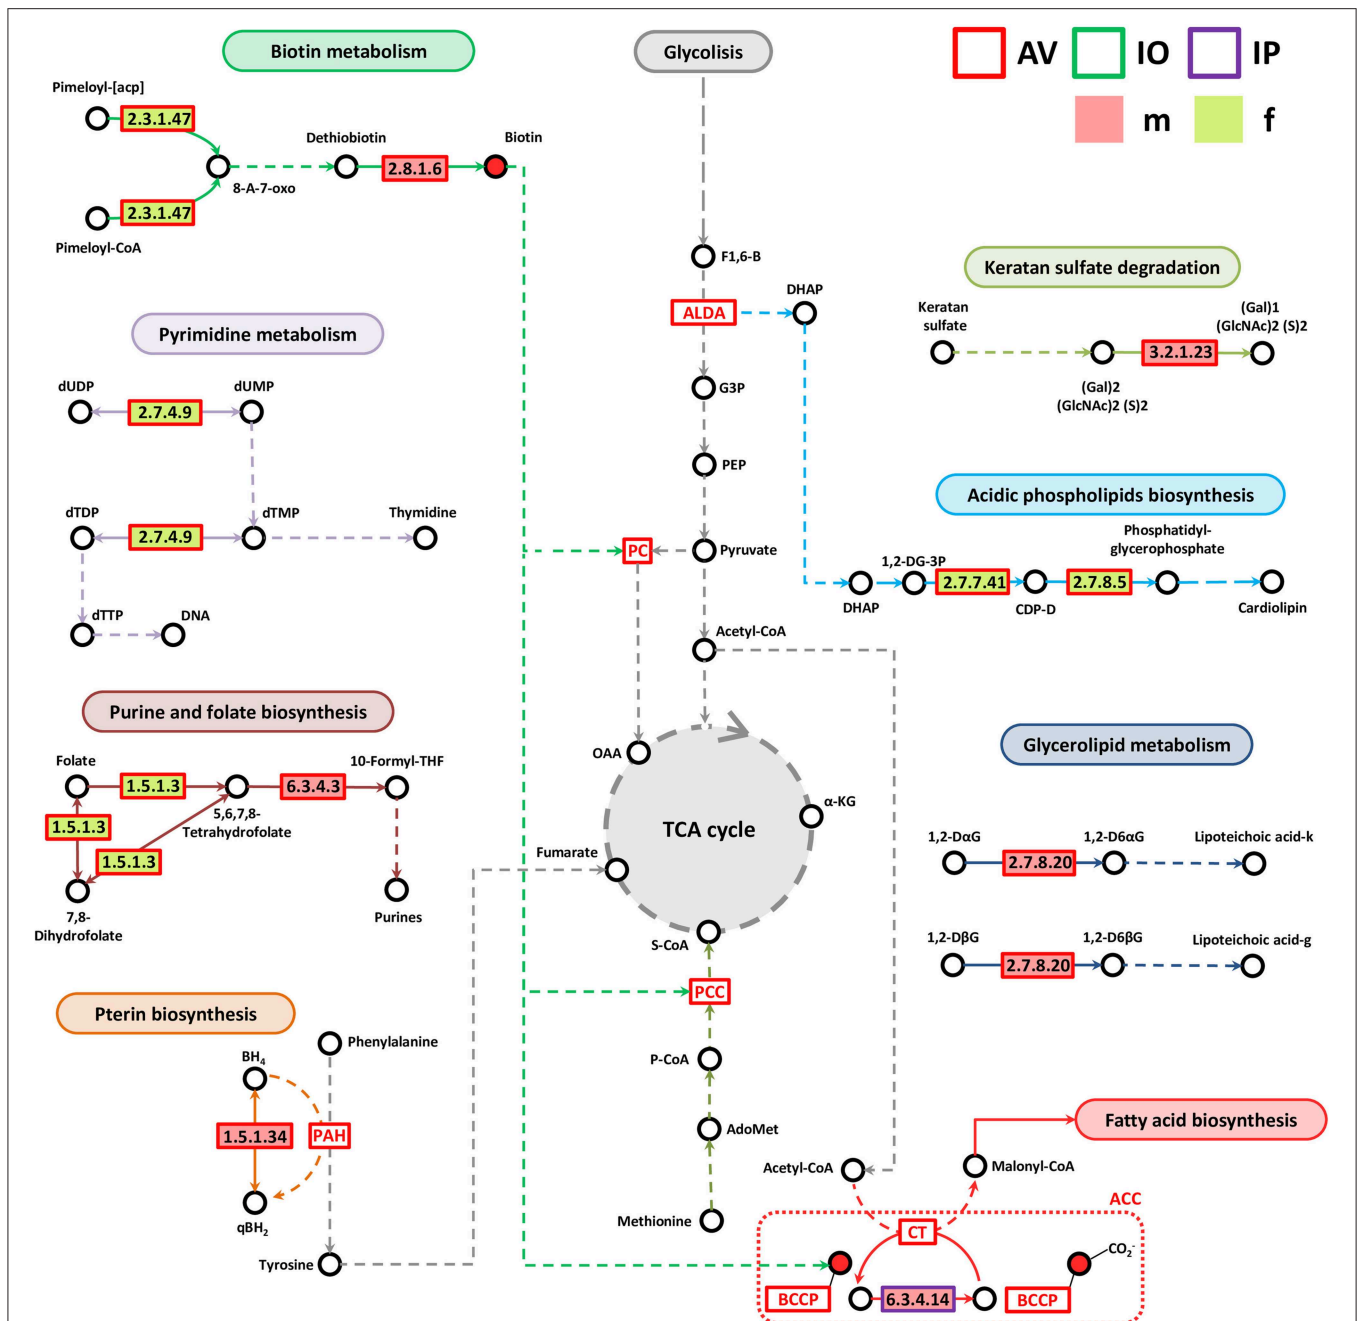 Biotin metabolism
Glycolisis
AV
IO
IP
m
f
Pimeloyl-[acp]
2.3.1.47
Dethiobiotin
Biotin
2.8.1.6
8-A-7-oxo
2.3.1.47
Pimeloyl-CoA
F1,6-B
DHAP
ALDA
G3P
PEP
PC
Pyruvate
Acetyl-CoA
Keratan sulfate degradation
Keratan
sulfate
(Gal)1
(GlcNAc)2 (S)2
3.2.1.23
(Gal)2
(GlcNAc)2 (S)2
Pyrimidine metabolism
dUDP
dUMP
2.7.4.9
dTDP
2.7.4.9
dTMP
Thymidine
dTTP
DNA
Acidic phospholipids biosynthesis
Phosphatidyl-
glycerophosphate
1,2-DG-3P
2.7.7.41
2.7.8.5
DHAP
CDP-D
Cardiolipin
Purine and folate biosynthesis
Folate
1.5.1.3
6.3.4.3
10-Formyl-THF
5,6,7,8-
Tetrahydrofolate
1.5.1.3
1.5.1.3
7,8-
Dihydrofolate
Purines
OAA
α-KG
TCA cycle
Fumarate
S-CoA
PCC
P-CoA
AdoMet
Methionine
Glycerolipid metabolism
1,2-DαG
2.7.8.20
1,2-D6αG
Lipoteichoic acid-k
1,2-DβG
2.7.8.20
1,2-D6βG
Lipoteichoic acid-g
Pterin biosynthesis
BH4
Phenylalanine
1.5.1.34
PAH
qBH2
Tyrosine
Fatty acid biosynthesis
Acetyl-CoA
Malonyl-CoA
ACC
CT
CO2-
BCCP
6.3.4.14
BCCP